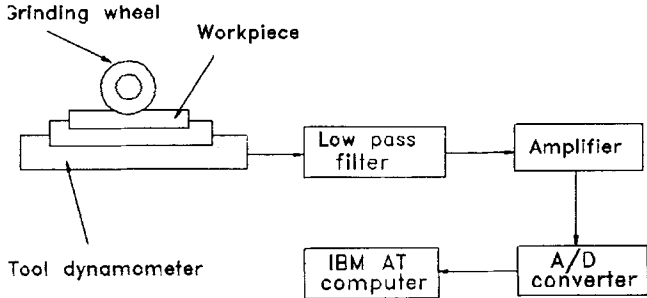 Grinding wheel
Workpiece
Low pass
filter
Amplifier
Tool dynamometer
IBM AT
computer
A/D
converter